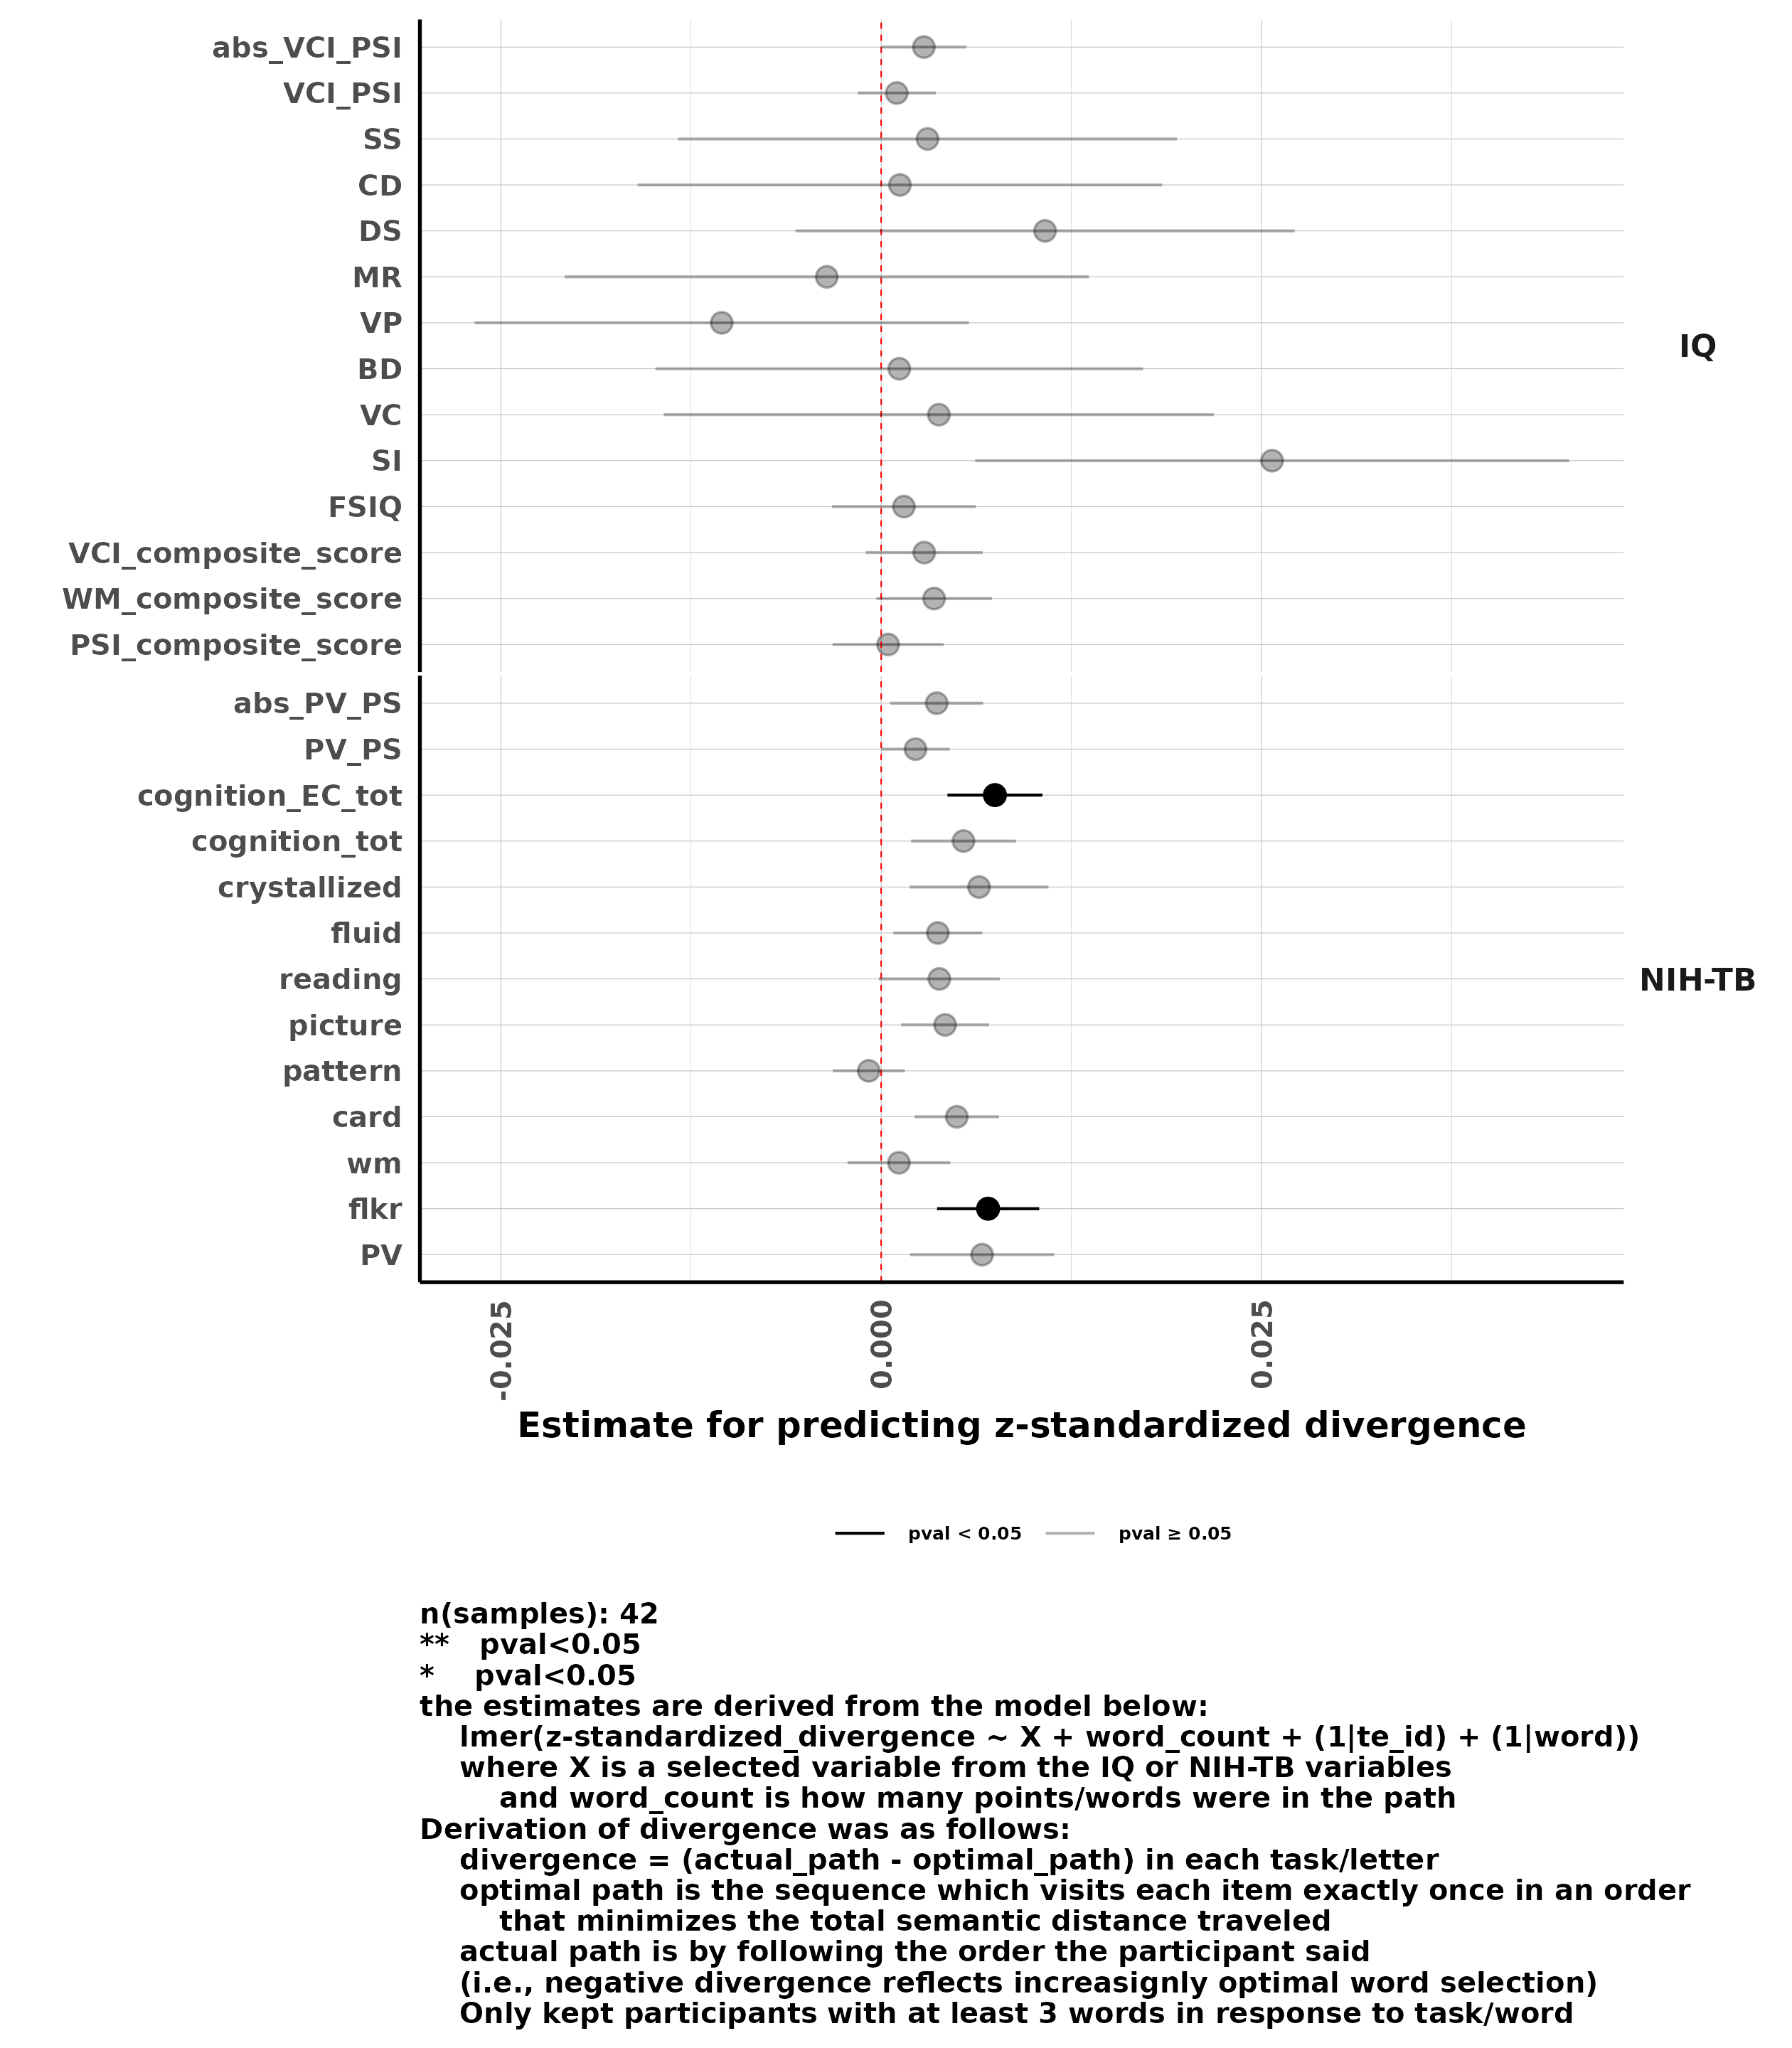 abs_VCI_PSI
VCI_PSI
SS
CD
DS
MR
VP
BD
VC
SI
FSIQ
VCI_composite_score
WM_composite_score
PSI_composite_score
IQ
abs_PV_PS
PV_PS
cognition_EC_tot
cognition_tot
crystallized
fluid
reading
picture
pattern
card
wm
flkr
PV
NIH-TB
-0.025
0.000
0.025
Estimate for predicting z-standardized divergence
pval < 0.05
pval ≥ 0.05
n(samples): 42
** pval<0.05
* pval<0.05
the estimates are derived from the model below:
lmer(z-standardized_divergence ~ X + word_count + (1|te_id) + (1|word))
where X is a selected variable from the IQ or NIH-TB variables
and word_count is how many points/words were in the path
Derivation of divergence was as follows:
divergence = (actual_path - optimal_path) in each task/letter
optimal path is the sequence which visits each item exactly once in an order
that minimizes the total semantic distance traveled
actual path is by following the order the participant said
(i.e., negative divergence reflects increasignly optimal word selection)
Only kept participants with at least 3 words in response to task/word